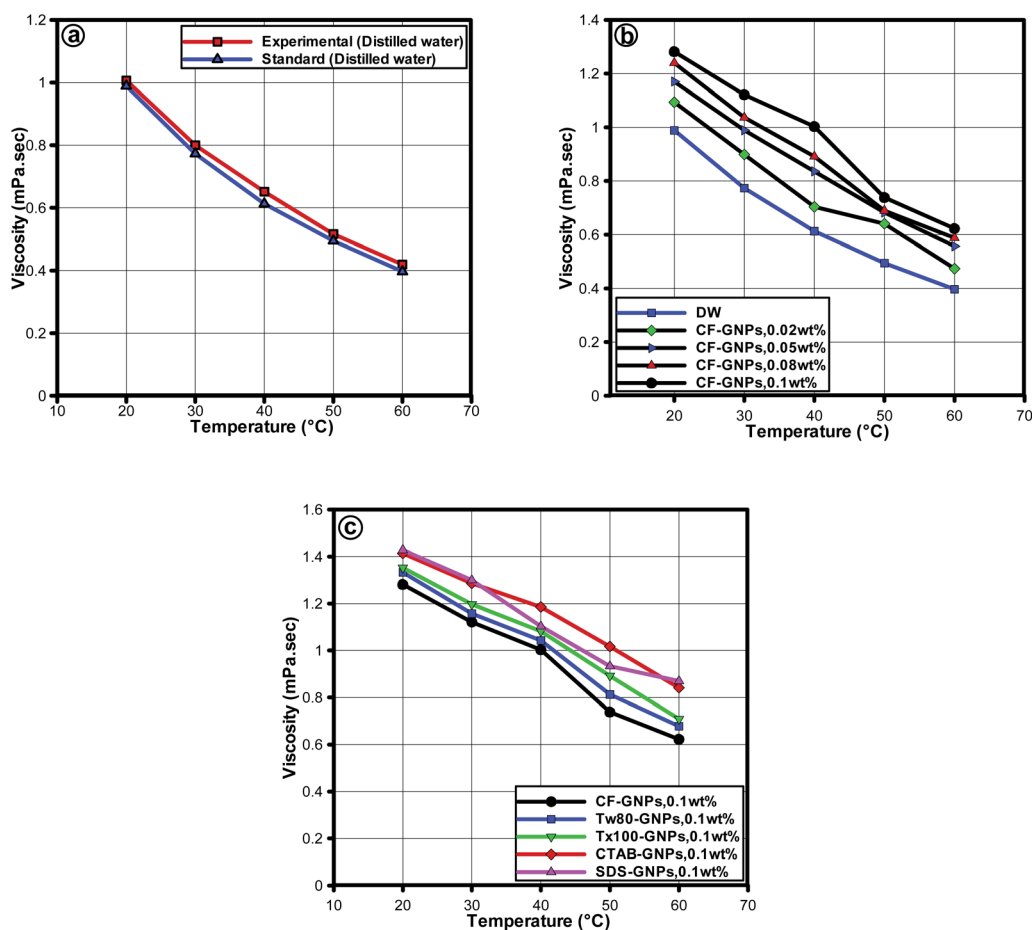 a
Experimental (Distilled water)
Standard (Distilled water)
Viscosity (mPa.sec)
1.2
1
0.8
0.6
0.4
0.2
0
10 20 30 40 50 60 70
Temperature (°C)
b
Viscosity (mPa.sec)
1.4
1.2
1
0.8
0.6
0.4
0.2
0
DW
CF-GNPs,0.02wt%
CF-GNPs,0.05wt%
CF-GNPs,0.08wt%
CF-GNPs,0.1wt%
20 30 40 50 60 70
Temperature (°C)
c
Viscosity (mPa.sec)
1.6
1.4
1.2
1
0.8
0.6
0.4
0.2
0
CF-GNPs,0.1wt%
Tw80-GNPs,0.1wt%
Tx100-GNPs,0.1wt%
CTAB-GNPs,0.1wt%
SDS-GNPs,0.1wt%
10 20 30 40 50 60 70
Temperature (°C)